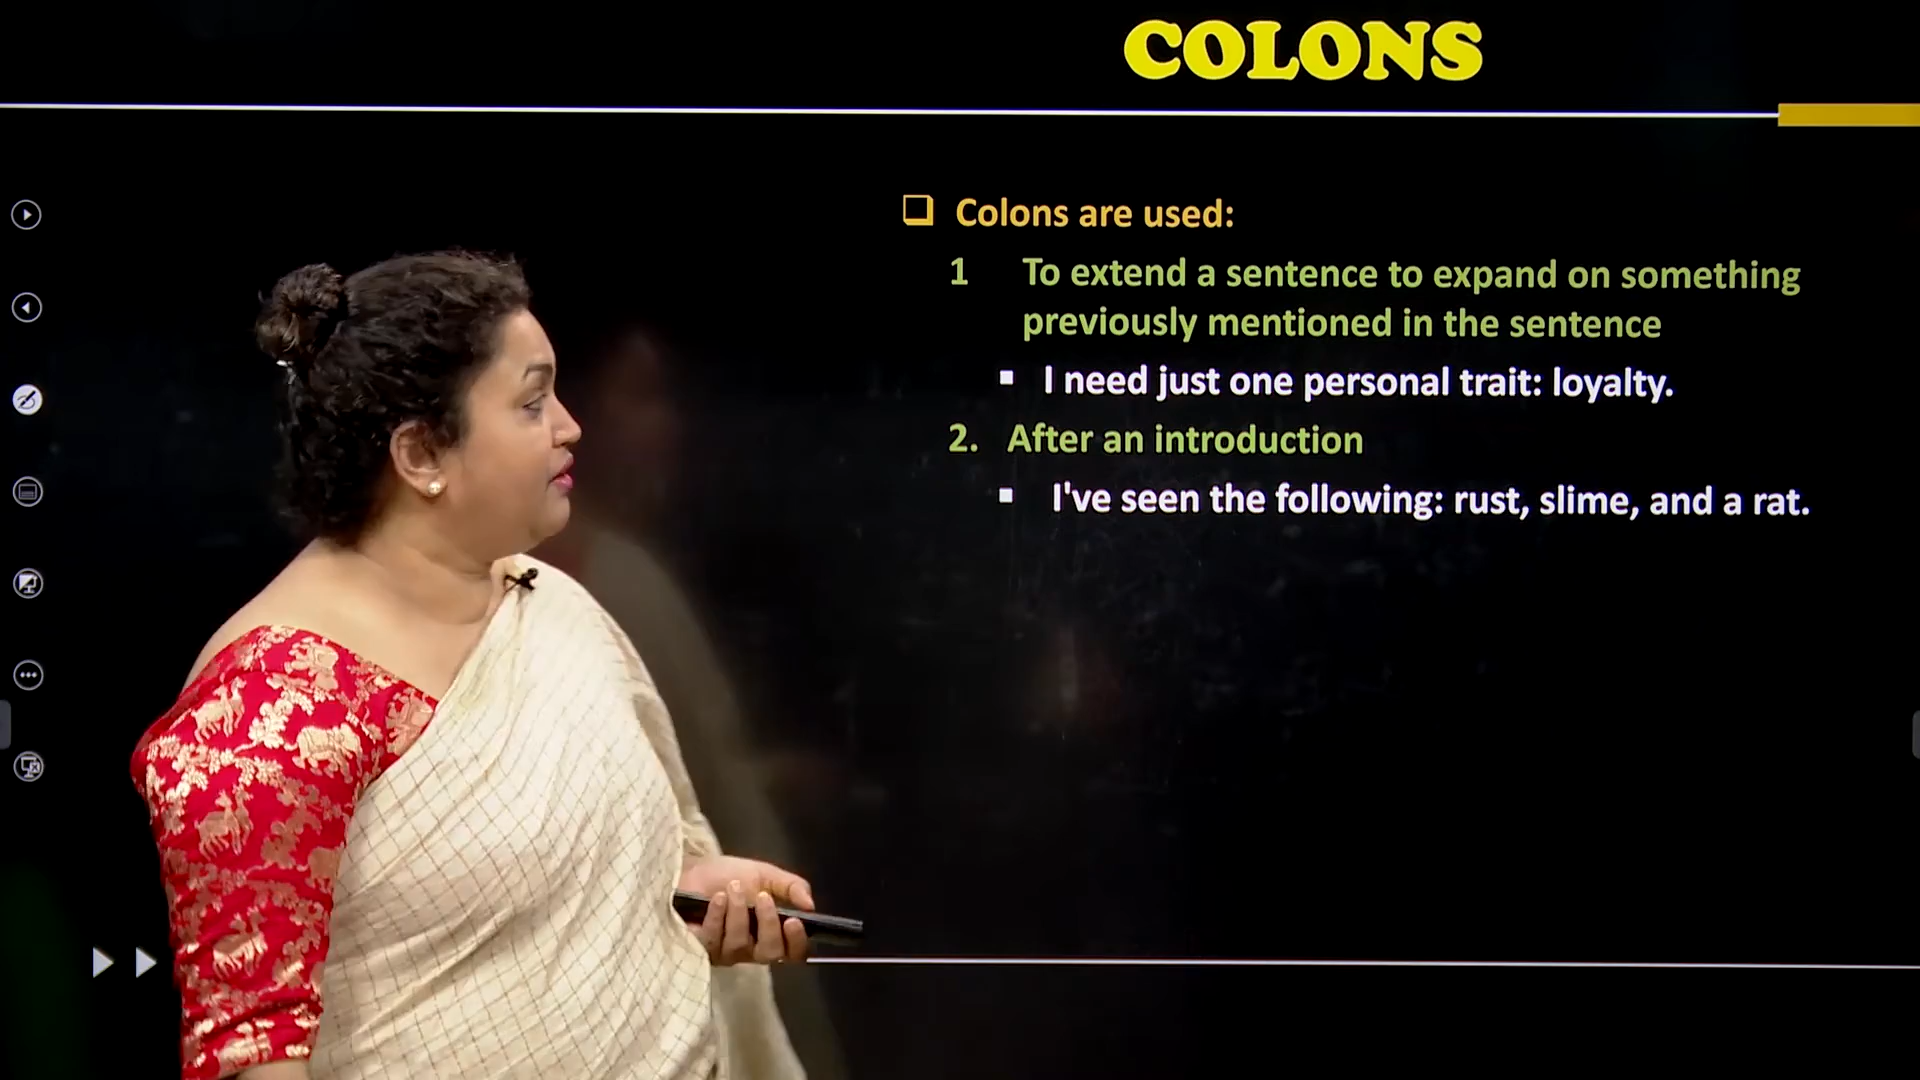 COLONS
Colons are used:
1 To extend a sentence to expand on something
previously mentioned in the sentence
I need just one personal trait: loyalty.
2. After an introduction
I've seen the following: rust, slime, and a rat.